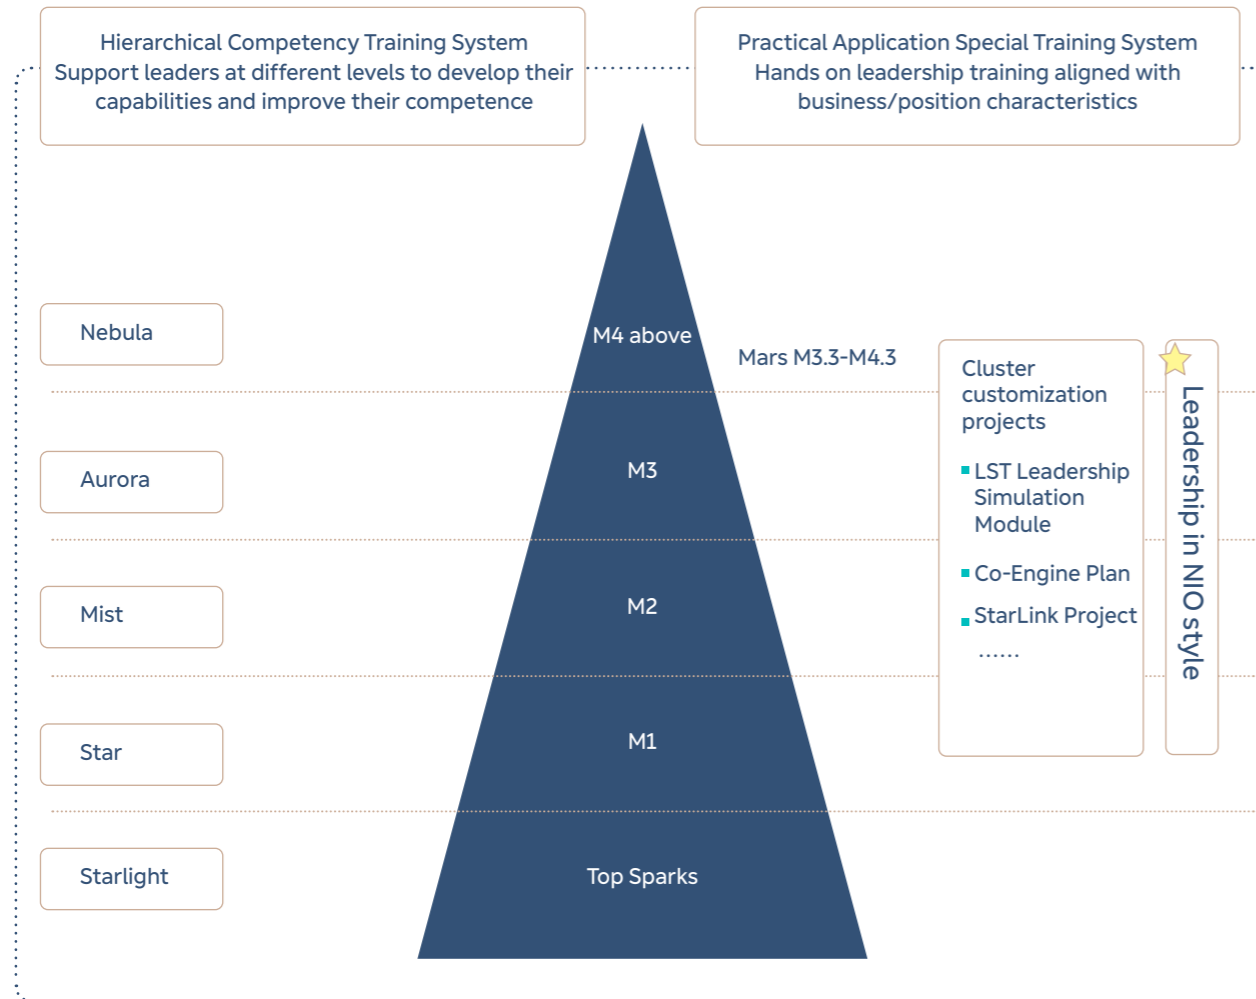 Hierarchical Competency Training System
Support leaders at different levels to develop their
capabilities and improve their competence
Practical Application Special Training System
Hands on leadership training aligned with
business/position characteristics
Nebula
M4 above
Mars M3.3-M4.3
Aurora
M3
Mist
M2
Star
M1
Starlight
Top Sparks
Cluster
customization
projects
LST Leadership
Simulation
Module
Co-Engine Plan
StarLink Project
······
Leadership in NIO style